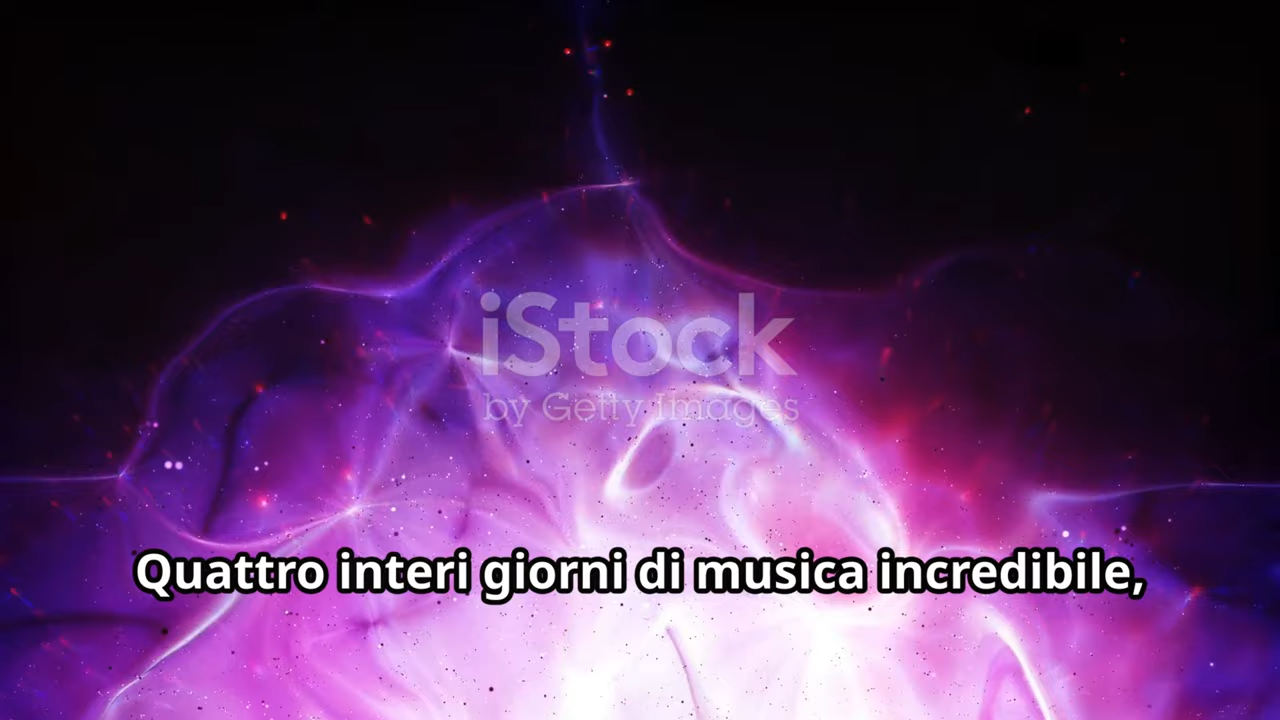 iStock
by Getty Images
Quattro interi giorni di musica incredibile,